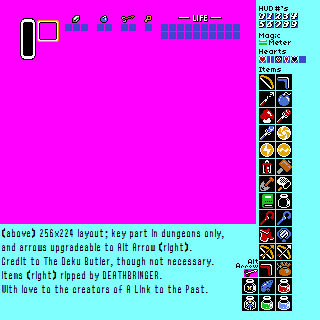 — LIFE —
HUD #'s
01234
56789
Magic
Meter
Hearts
Items
Alt
Arrow
(above) 256x224 layout; key part in dungeons only,
and arrows upgradeable to Alt Arrow (right).
Credit to The Deku Butler, though not necessary.
Items (right) ripped by DEATHBRINGER.
With love to the creators of A Link to the Past.